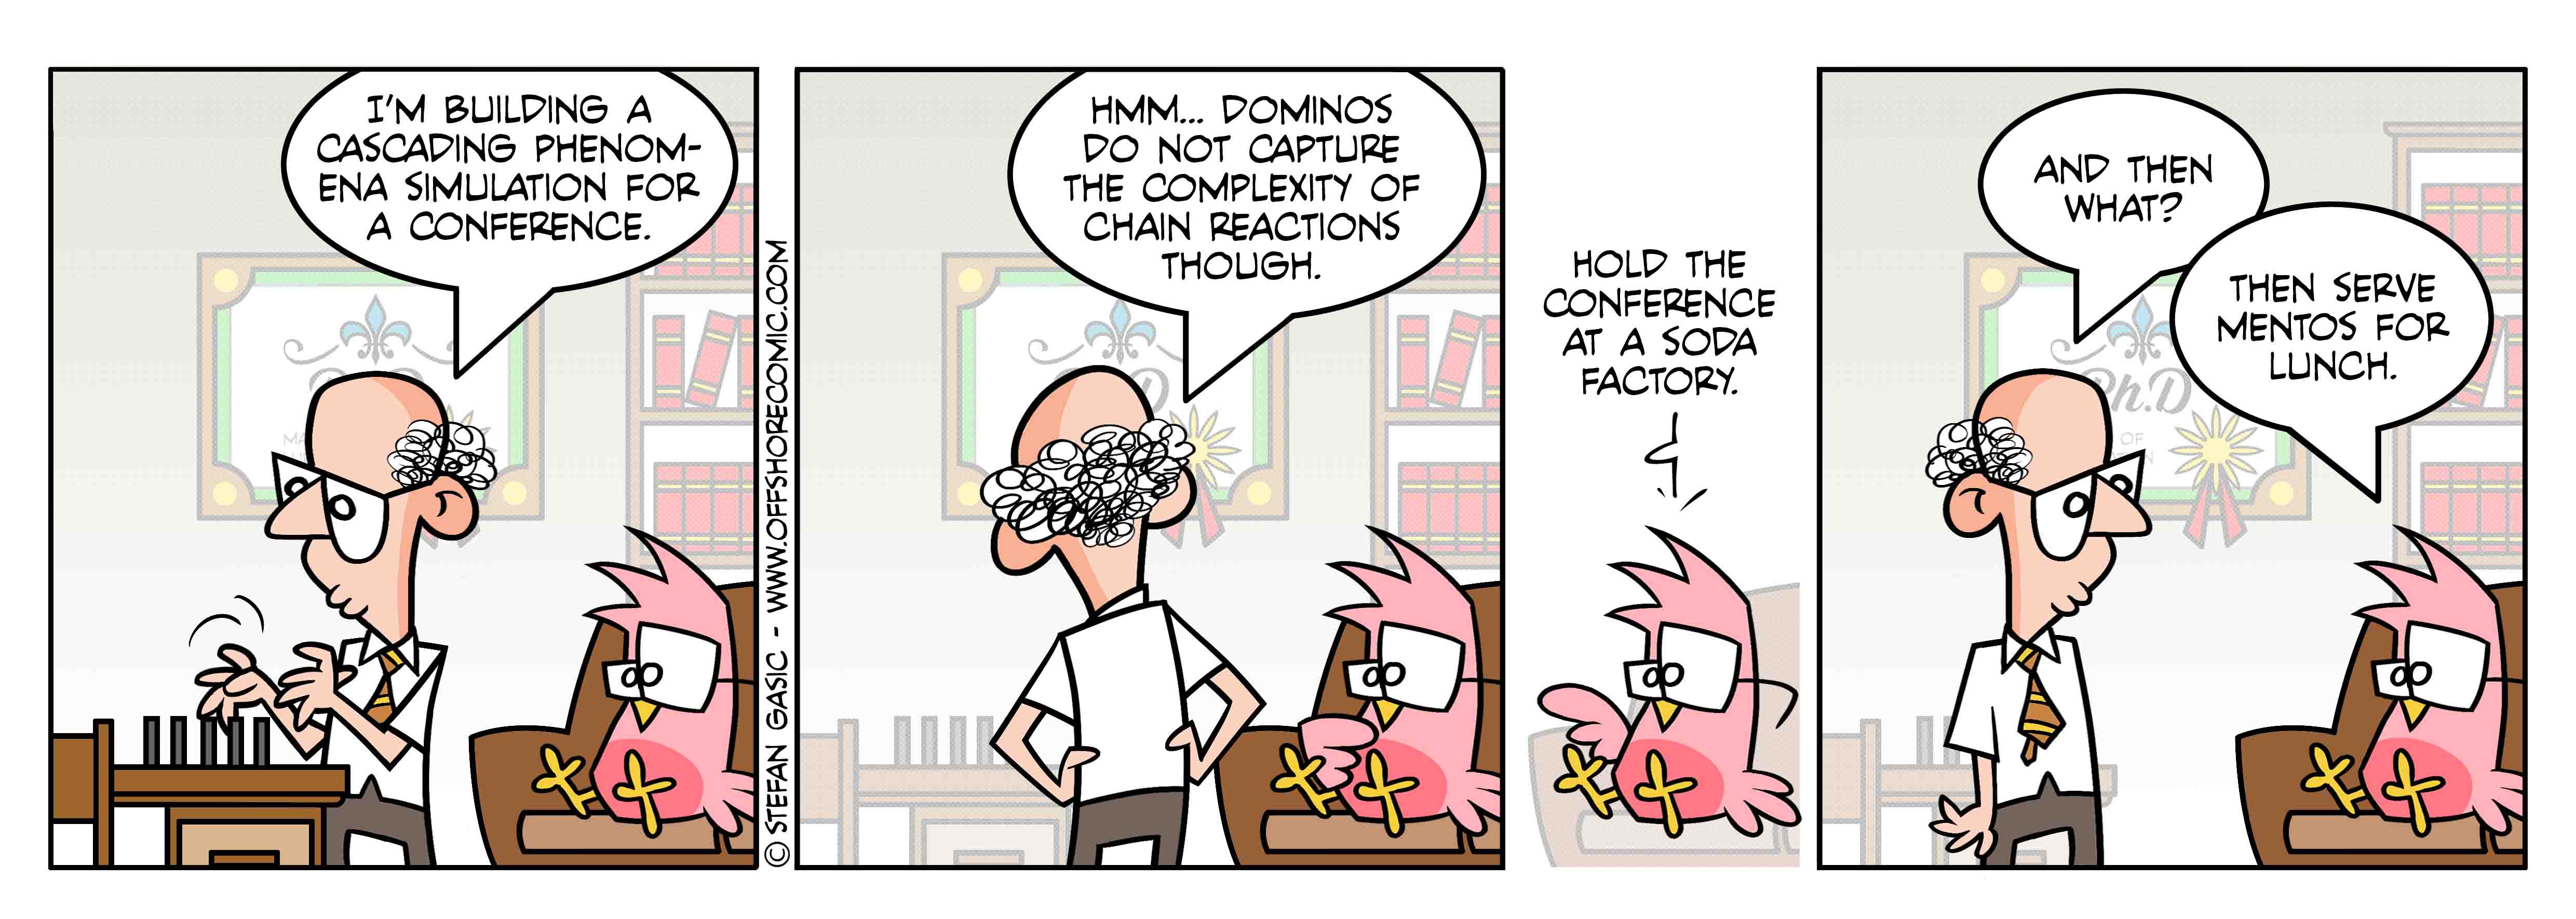 I'M BUILDING A
CASCADING PHENOM-
ENA SIMULATION FOR
A CONFERENCE.
© STEFAN GASIC - WWW.OFFSHORECOMIC.COM
HMM... DOMINOS
DO NOT CAPTURE
THE COMPLEXITY OF
CHAIN REACTIONS
THOUGH.
HOLD THE
CONFERENCE
AT A SODA
FACTORY.
AND THEN
WHAT?
THEN SERVE
MENTOS FOR
LUNCH.
Ph.D
OF